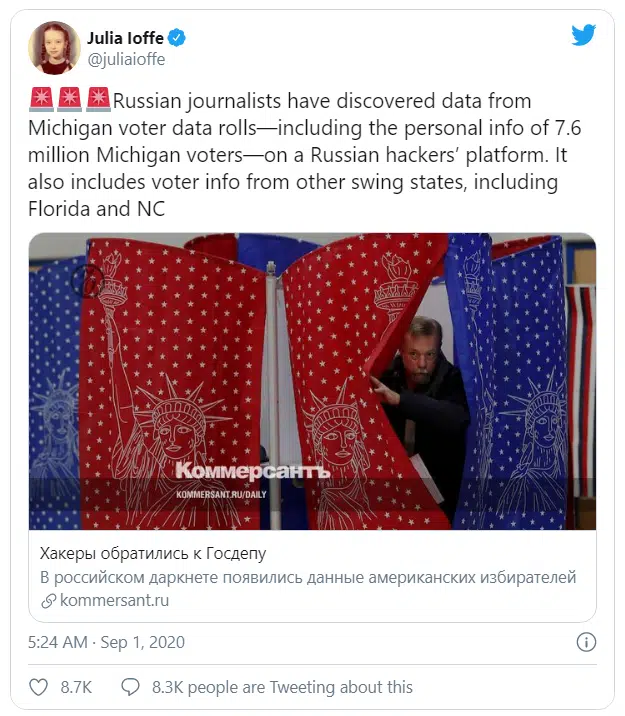 Julia Ioffe
@juliaioffe
🚨🚨🚨Russian journalists have discovered data from
Michigan voter data rolls—including the personal info of 7.6
million Michigan voters—on a Russian hackers’ platform. It
also includes voter info from other swing states, including
Florida and NC
Коммерсантъ
KOMMERSANT.RU/DAILY
Хакеры обратились к Госдепу
В российском даркнете появились данные американских избирателей
kommersant.ru
5:24 AM · Sep 1, 2020
8.7K 8.3K people are Tweeting about this